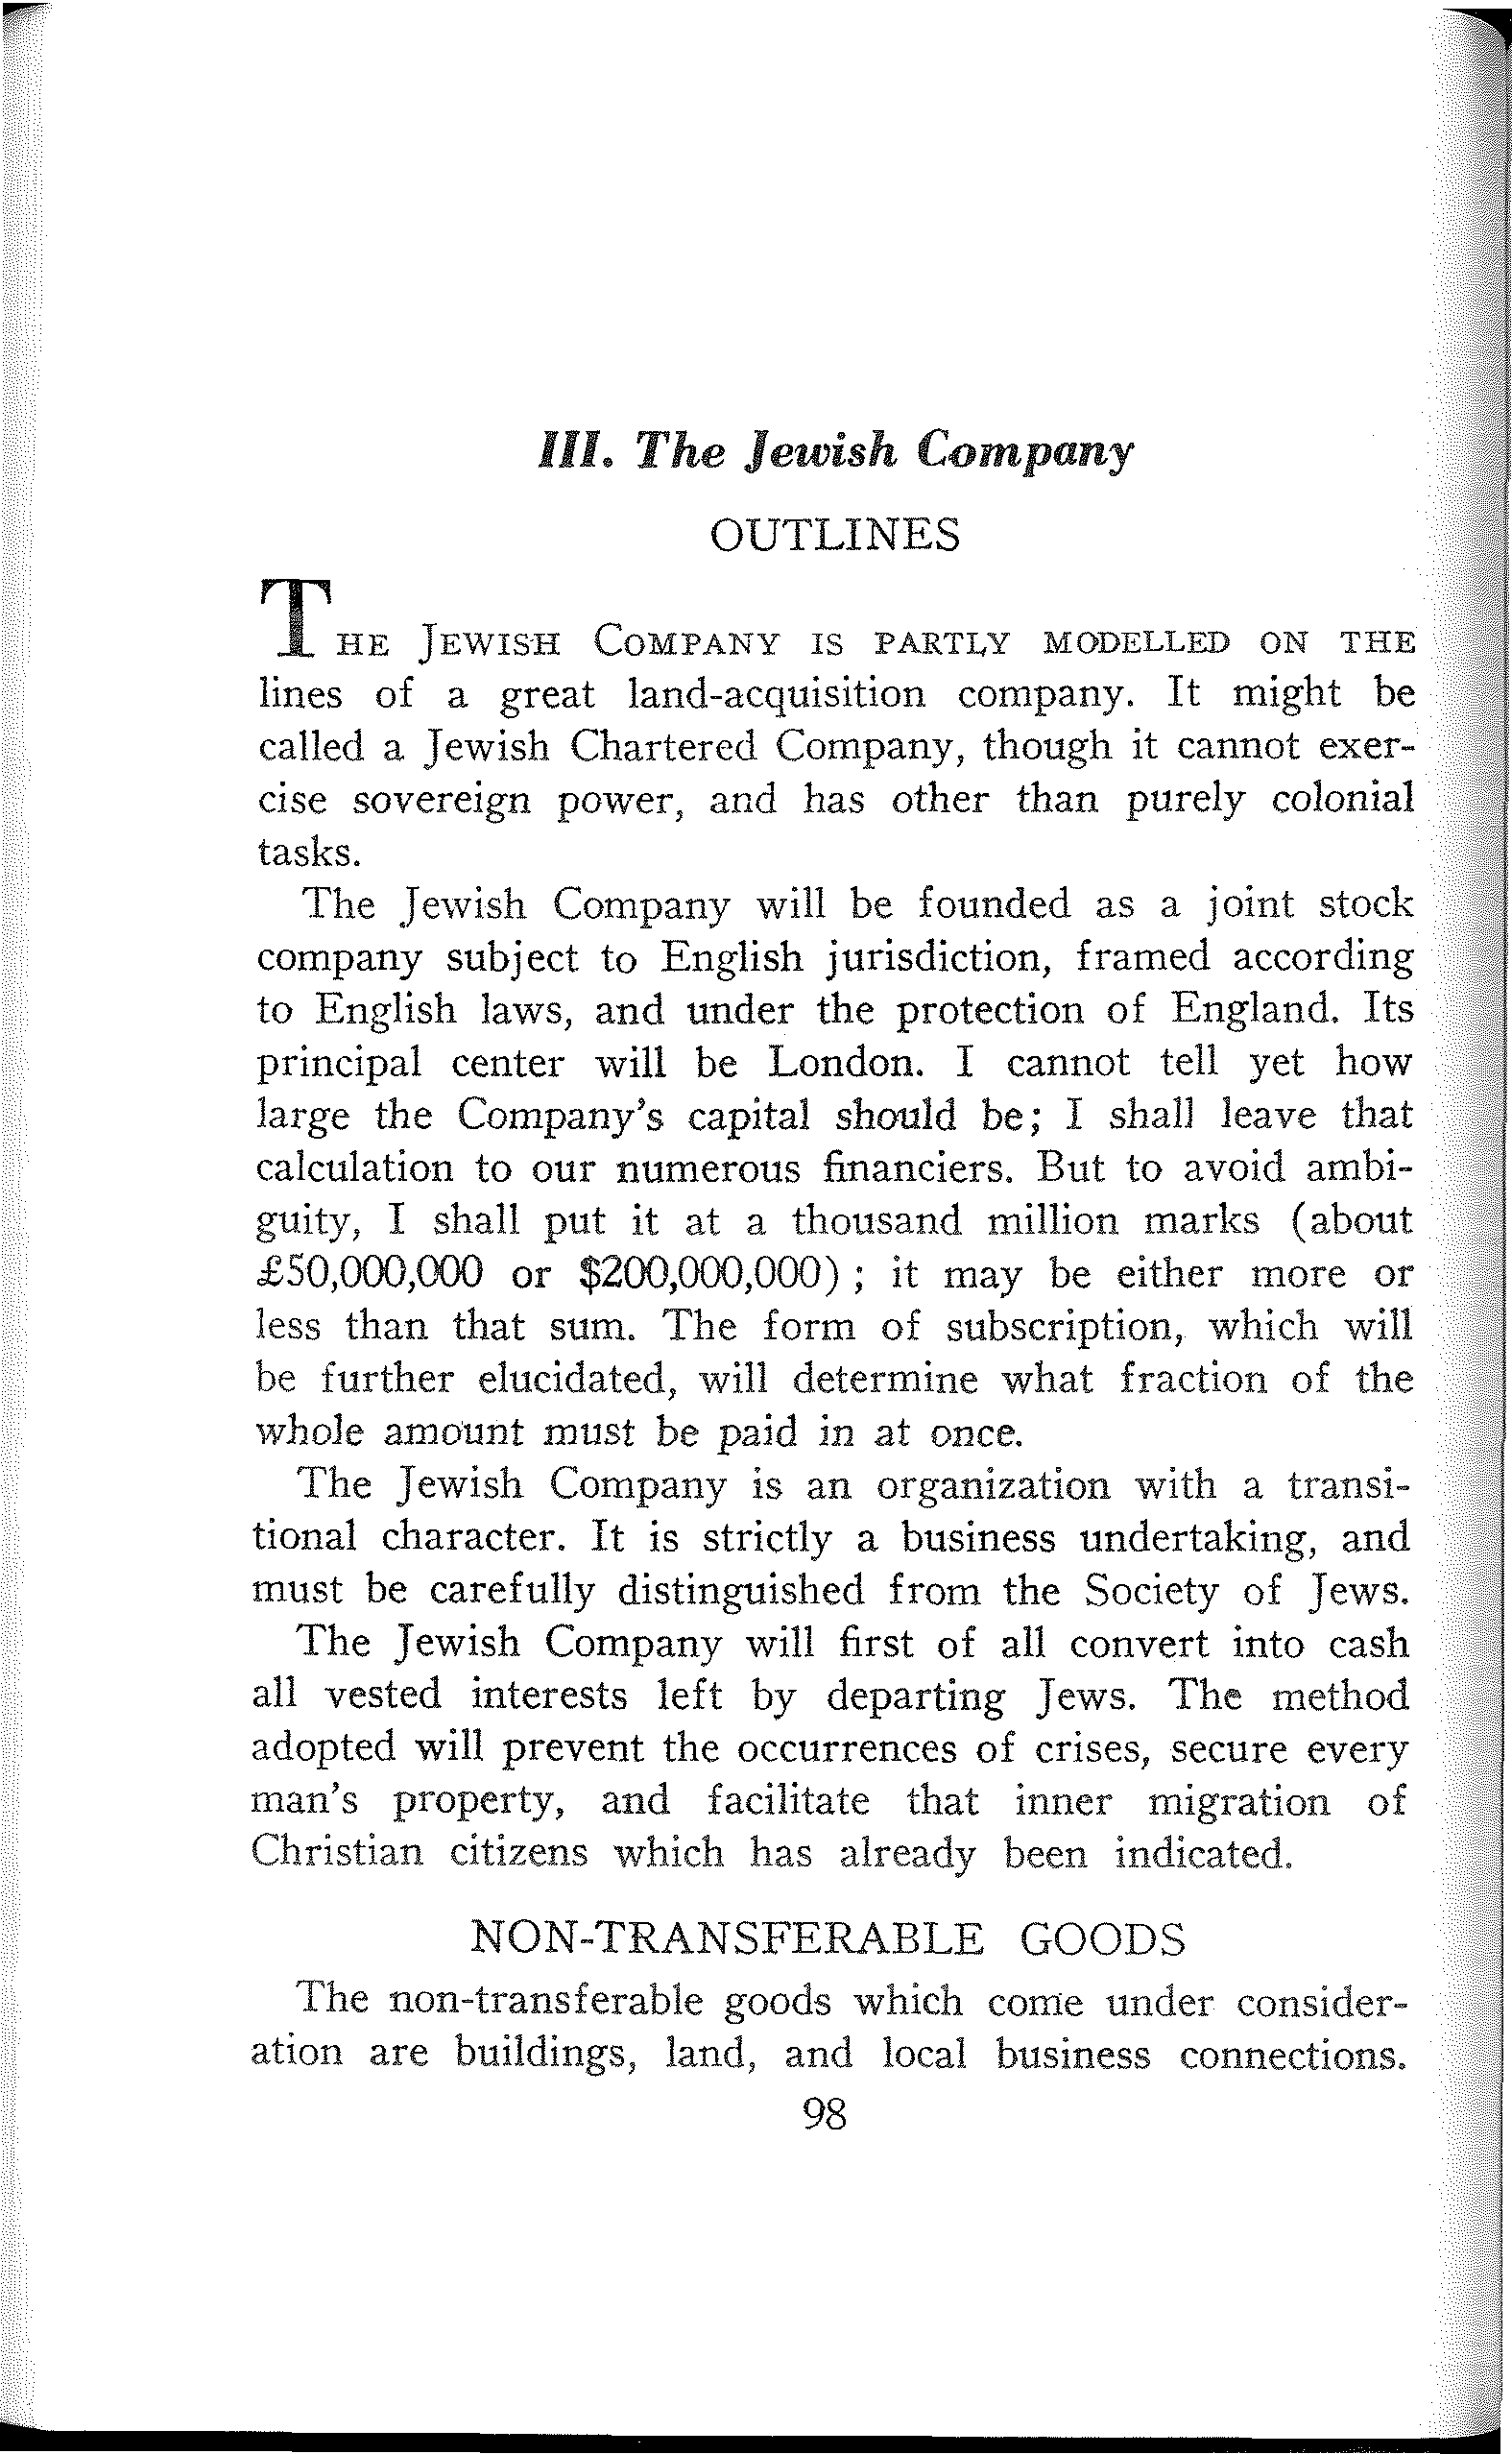 III. The Jewish Company
OUTLINES
THE JEWISH COMPANY IS PARTLY MODELLED ON THE
lines of a great land-acquisition company. It might be
called a Jewish Chartered Company, though it cannot exer-
cise sovereign power, and has other than purely colonial
tasks.
The Jewish Company will be founded as a joint stock
company subject to English jurisdiction, framed according
to English laws, and under the protection of England. Its
principal center will be London. I cannot tell yet how
large the Company's capital should be; I shall leave that
calculation to our numerous financiers. But to avoid ambi-
guity, I shall put it at a thousand million marks (about
£50,000,000 or $200,000,000); it may be either more or
less than that sum. The form of subscription, which will
be further elucidated, will determine what fraction of the
whole amount must be paid in at once.
The Jewish Company is an organization with a transi-
tional character. It is strictly a business undertaking, and
must be carefully distinguished from the Society of Jews.
The Jewish Company will first of all convert into cash
all vested interests left by departing Jews. The method
adopted will prevent the occurrences of crises, secure every
man's property, and facilitate that inner migration of
Christian citizens which has already been indicated.
NON-TRANSFERABLE GOODS
The non-transferable goods which come under consider-
ation are buildings, land, and local business connections.
98